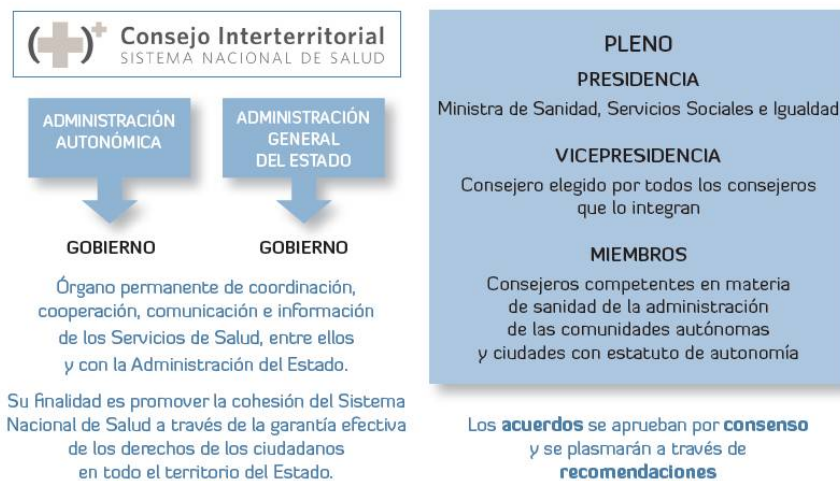 Consejo Interterritorial
SISTEMA NACIONAL DE SALUD
ADMINISTRACIÓN
AUTONÓMICA
ADMINISTRACIÓN
GENERAL
DEL ESTADO
GOBIERNO
GOBIERNO
Órgano permanente de coordinación,
cooperación, comunicación e información
de los Servicios de Salud, entre ellos
y con la Administración del Estado.
Su finalidad es promover la cohesión del Sistema
Nacional de Salud a través de la garantía efectiva
de los derechos de los ciudadanos
en todo el territorio del Estado.
PLENO
PRESIDENCIA
Ministra de Sanidad, Servicios Sociales e Igualdad
VICEPRESIDENCIA
Consejero elegido por todos los consejeros
que lo integran
MIEMBROS
Consejeros competentes en materia
de sanidad de la administración
de las comunidades autónomas
y ciudades con estatuto de autonomía
Los acuerdos se aprueban por consenso
y se plasmarán a través de
recomendaciones